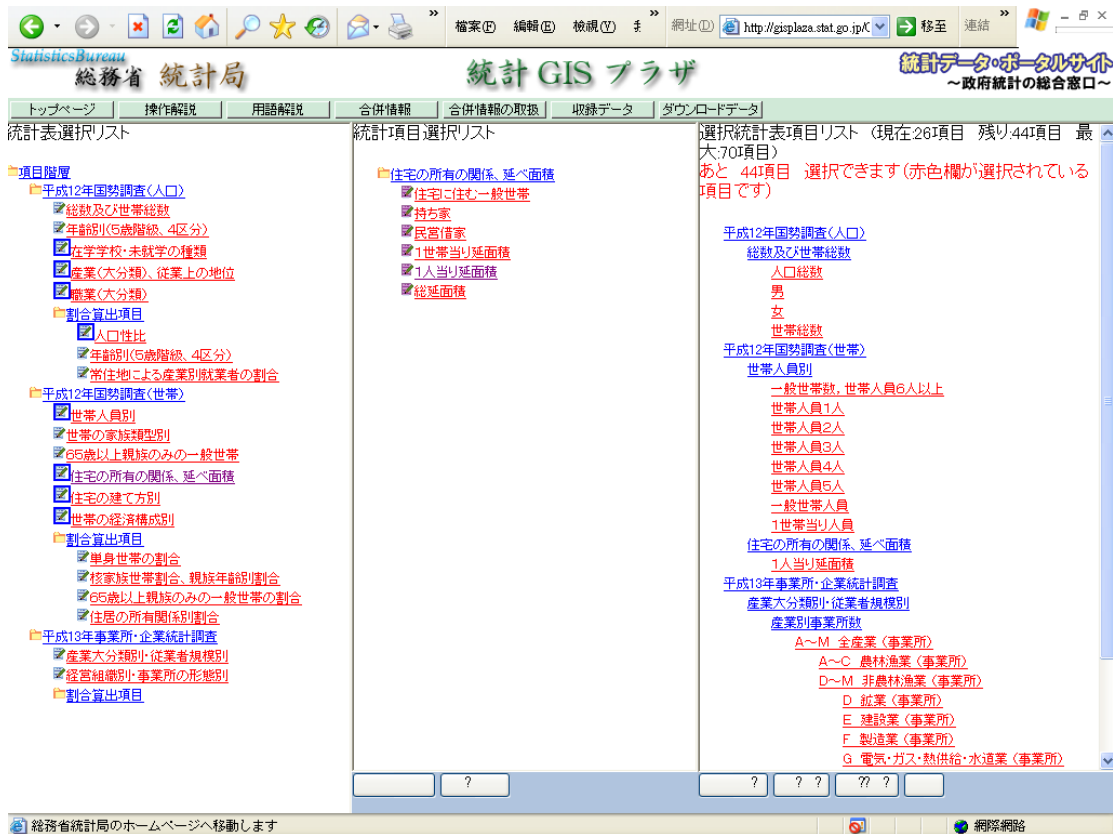 檔案(F) 編輯(E) 檢視(V) 網址(D) http://gisplaza.stat.go.jp/ 移至 連結
StatisticsBureau
総務省 統計局
統計 GIS プラザ
統計データ・ポータルサイト
～政府統計の総合窓口～
トップページ 操作解説 用語解説 合併情報 合併情報の取扱 収録データ ダウンロードデータ
統計表選択リスト
項目階層
平成12年国勢調査(人口)
総数及び世帯総数
年齢別(5歳階級、4区分)
在学学校・未就学の種類
産業(大分類)、従業上の地位
職業(大分類)
割合算出項目
人口性比
年齢別(5歳階級、4区分)
常住地による産業別就業者の割合
平成12年国勢調査(世帯)
世帯人員別
世帯の家族類型別
65歳以上親族のみの一般世帯
住宅の所有の関係、延べ面積
住宅の建て方別
世帯の経済構成別
割合算出項目
単身世帯の割合
核家族世帯割合、親族年齢別割合
65歳以上親族のみの一般世帯の割合
住居の所有関係別割合
平成13年事業所・企業統計調査
産業大分類別・従業者規模別
経営組織別・事業所の形態別
割合算出項目
統計項目選択リスト
住宅の所有の関係、延べ面積
住宅に住む一般世帯
持ち家
民営借家
1世帯当り延面積
1人当り延面積
総延面積
?
選択統計表項目リスト (現在:26項目 残り:44項目 最
大:70項目)
あと 44項目 選択できます(赤色欄が選択されている
項目です)
平成12年国勢調査(人口)
総数及び世帯総数
人口総数
男
女
世帯総数
平成12年国勢調査(世帯)
世帯人員別
一般世帯数，世帯人員6人以上
世帯人員1人
世帯人員2人
世帯人員3人
世帯人員4人
世帯人員5人
一般世帯人員
1世帯当り人員
住宅の所有の関係、延べ面積
1人当り延面積
平成13年事業所・企業統計調査
産業大分類別・従業者規模別
産業別事業所数
A～M 全産業(事業所)
A～C 農林漁業(事業所)
D～M 非農林漁業(事業所)
D 鉱業(事業所)
E 建設業(事業所)
F 製造業(事業所)
G 電気・ガス・熱供給・水道業(事業所)
? ? ? ?? ?
総務省統計局のホームページへ移動します 網際網路